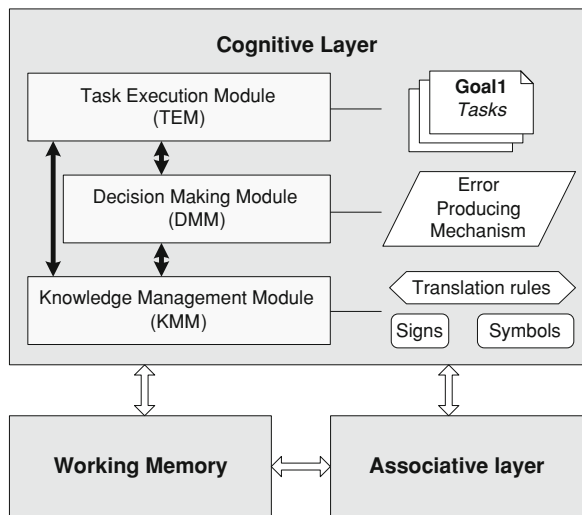 Cognitive Layer
Task Execution Module
(TEM)
Goal1
Tasks
Decision Making Module
(DMM)
Error
Producing
Mechanism
Knowledge Management Module
(KMM)
Translation rules
Signs
Symbols
Working Memory
Associative layer